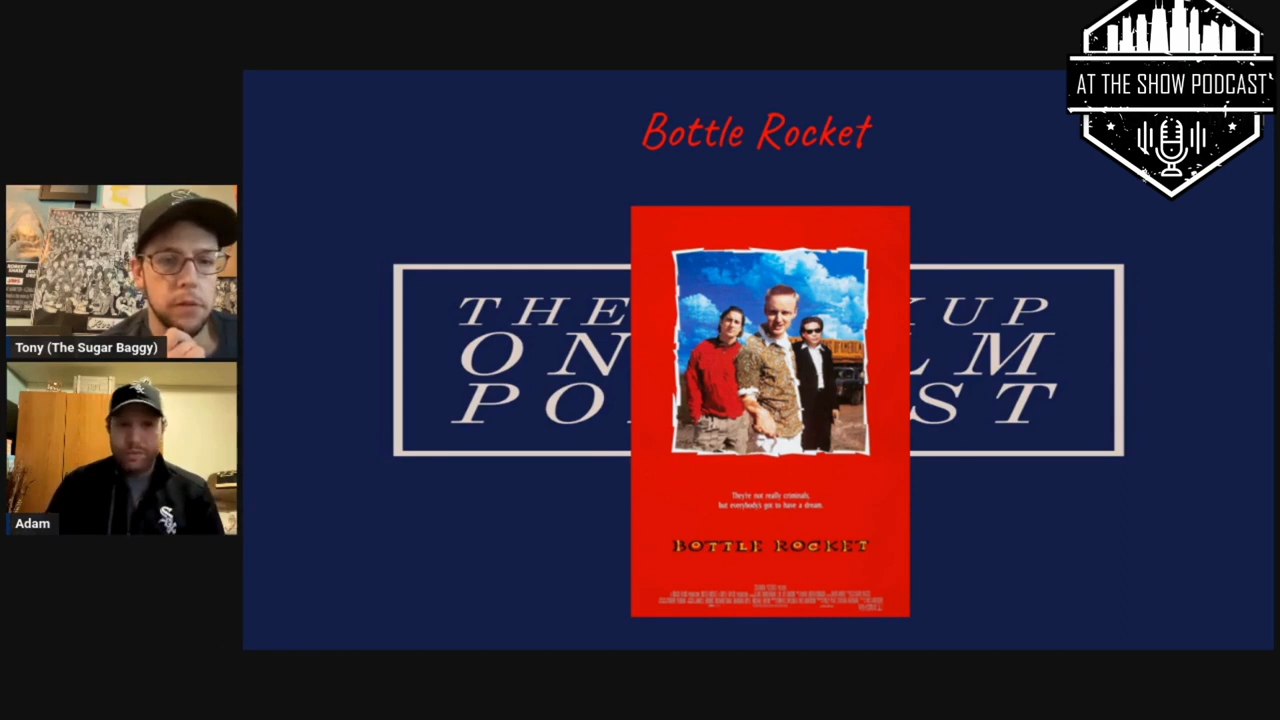 AT THE SHOW PODCAST
Bottle Rocket
THE KUP
ON LM
PO ST
They're not really criminals,
but everybody's got to have a dream.
BOTTLE ROCKET
Tony (The Sugar Baggy)
Adam